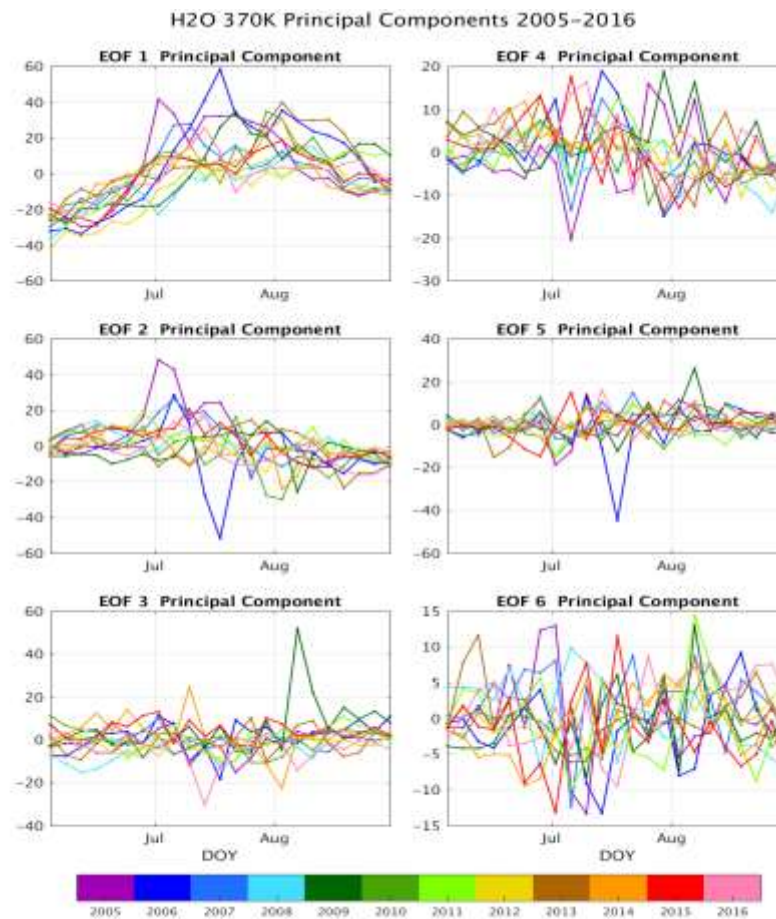 H2O 370K Principal Components 2005-2016
EOF 1 Principal Component
60
40
20
0
-20
-40
-60
Jul
Aug
EOF 4 Principal Component
20
10
0
-10
-20
-30
Jul
Aug
EOF 2 Principal Component
60
40
20
0
-20
-40
-60
Jul
Aug
EOF 5 Principal Component
40
20
0
-20
-40
-60
Jul
Aug
EOF 3 Principal Component
60
40
20
0
-20
-40
Jul
Aug
DOY
EOF 6 Principal Component
15
10
5
0
-5
-10
-15
Jul
Aug
DOY
2005 2006 2007 2008 2009 2010 2011 2012 2013 2014 2015 2016